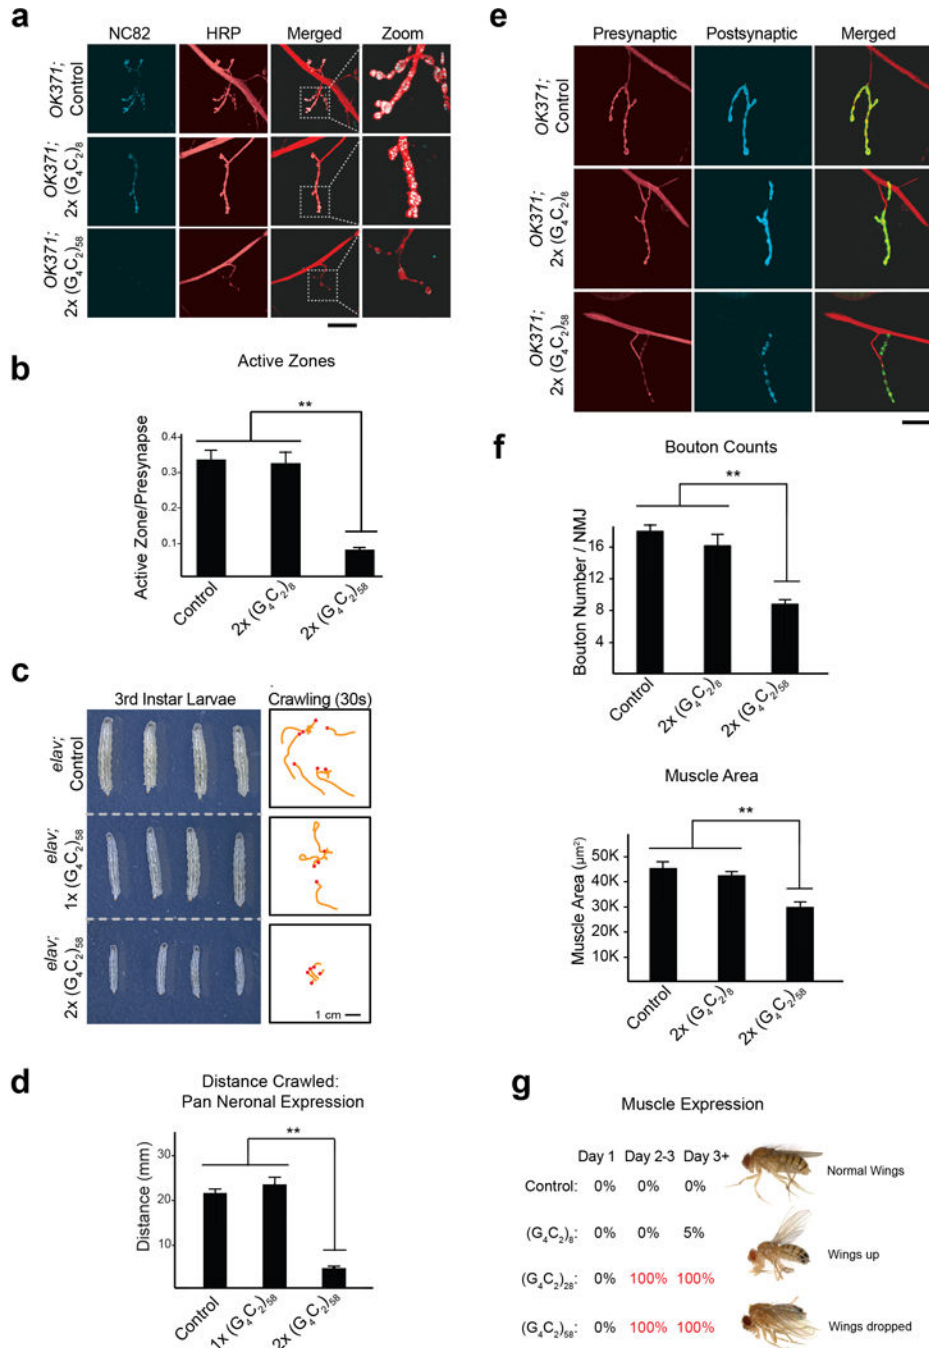 a
NC82 HRP Merged Zoom
OK371;
Control
OK371;
2x (G4C2)8
OK371;
2x (G4C2)58
b
Active Zones
**
Active Zone/Presynapse
0.4
0.3
0.2
0.1
Control
2x (G4C2)8
2x (G4C2)58
c
3rd Instar Larvae Crawling (30s)
elav;
Control
elav;
1x (G4C2)58
elav;
2x (G4C2)58
1 cm
d
Distance Crawled:
Pan Neronal Expression
**
Distance (mm)
30
20
10
Control
1x (G4C2)58
2x (G4C2)58
e
Presynaptic Postsynaptic Merged
OK371;
Control
OK371;
2x (G4C2)8
OK371;
2x (G4C2)58
f
Bouton Counts
**
Bouton Number / NMJ
16
12
8
4
Control
2x (G4C2)8
2x (G4C2)58
Muscle Area
**
Muscle Area (µm²)
50K
40K
30K
20K
10K
Control
2x (G4C2)8
2x (G4C2)58
g
Muscle Expression
Day 1 Day 2-3 Day 3+
Control: 0% 0% 0%
Normal Wings
(G4C2)8: 0% 0% 5%
Wings up
(G4C2)28: 0% 100% 100%
(G4C2)58: 0% 100% 100%
Wings dropped